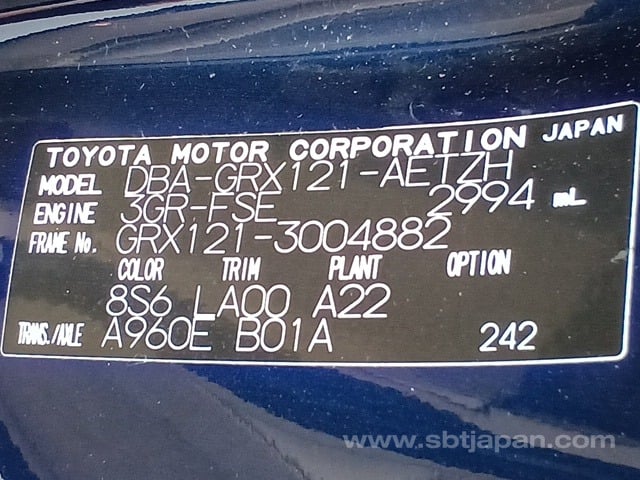 TOYOTA MOTOR CORPORATION JAPAN
MODEL DBA-GRX121-AETZH
ENGINE 3GR-FSE 2994 mL
FRAME No. GRX121-3004882
COLOR TRIM PLANT OPTION
8S6 LA00 A22
TRANS./AXLE A960E B01A 242
www.sbtjapan.com